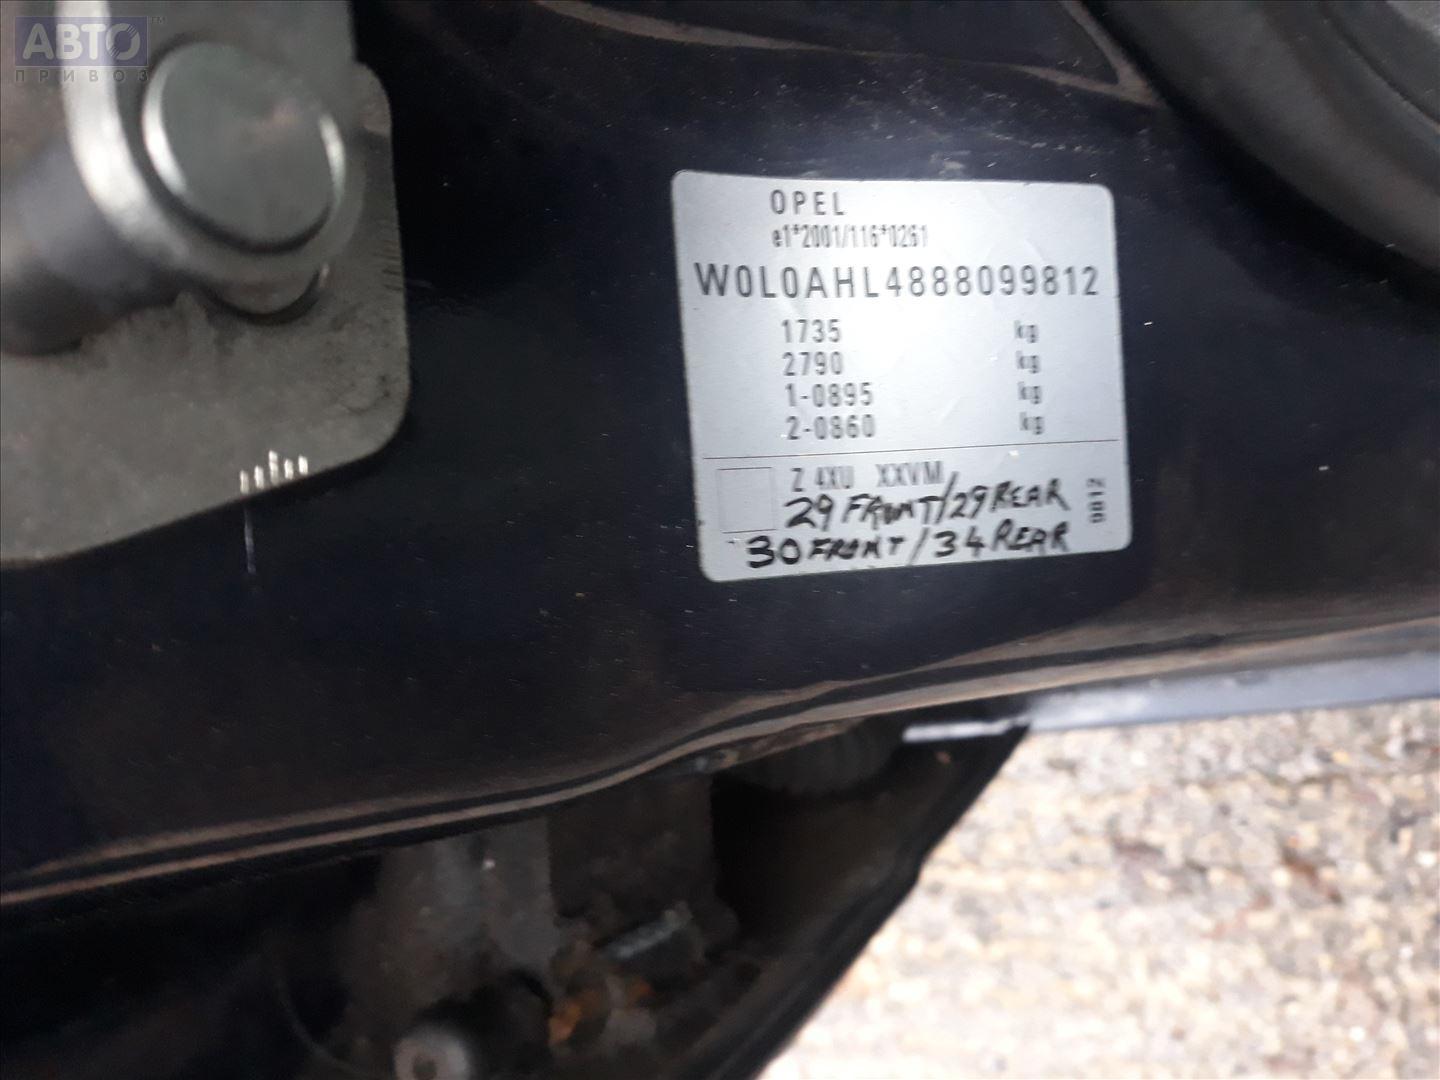 АВТО™
ПРИВОЗ
OPEL
e1*2001/116*0261
W0L0AHL4888099812
1735 kg
2790 kg
1-0895 kg
2-0860 kg
Z 4XU XXVM
29 FRONT/29 REAR
30 FRONT/34 REAR
9812